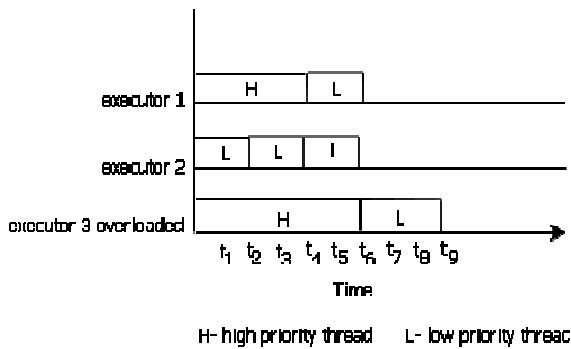 H L
executor 1
L L I
executor 2
H L
executor 3 overloaded
t1 t2 t3 t4 t5 t6 t7 t8 t9
Time
H- high priority thread L- low priority thread